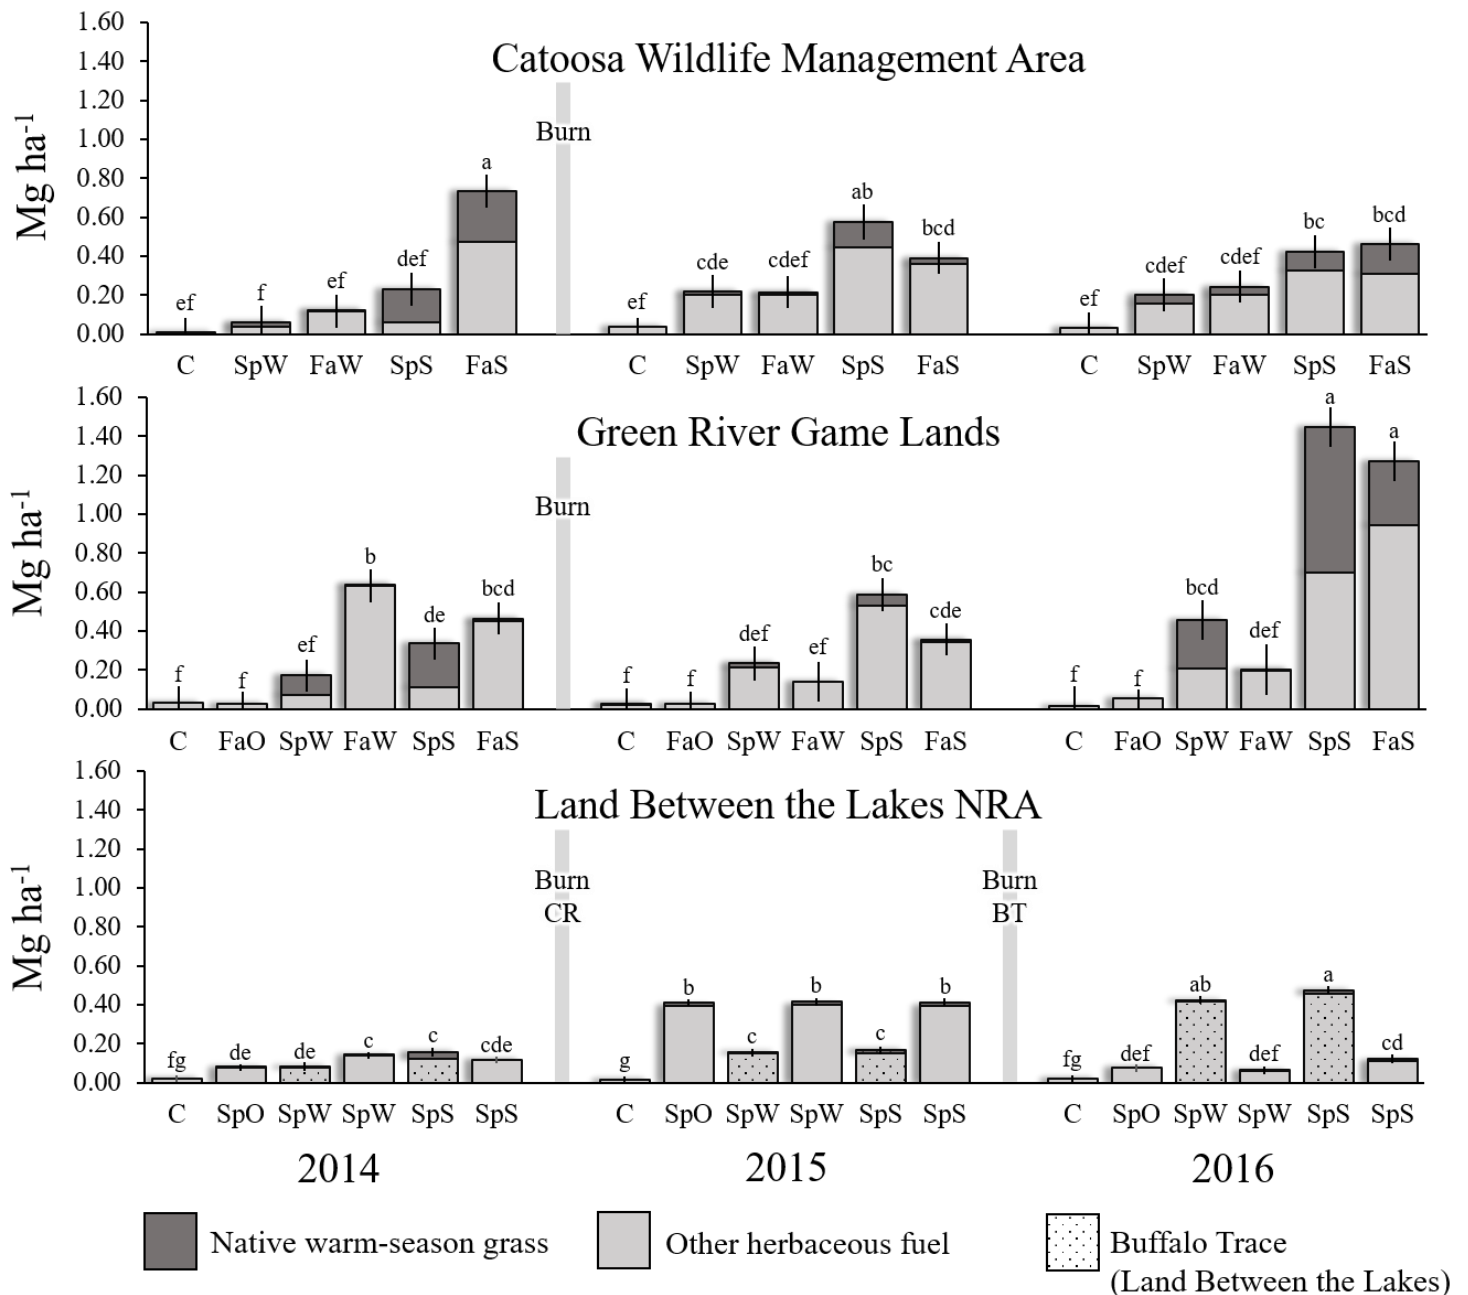 1.60
Catoosa Wildlife Management Area
1.40
1.20
1.00
0.80
0.60
0.40
0.20
0.00
Mg ha-1
Burn
ef f ef def a
cde cdef ab bcd
ef
ef cdef cdef bc bcd
C SpW FaW SpS FaS C SpW FaW SpS FaS C SpW FaW SpS FaS
1.60
Green River Game Lands
1.40
1.20
1.00
0.80
0.60
0.40
0.20
0.00
Mg ha-1
Burn
f f ef b de bcd
f f def ef bc cde
f f bcd def a a
C FaO SpW FaW SpS FaS C FaO SpW FaW SpS FaS C FaO SpW FaW SpS FaS
1.60
Land Between the Lakes NRA
1.40
1.20
1.00
0.80
0.60
0.40
0.20
0.00
Mg ha-1
Burn
CR
Burn
BT
fg de de c c cde
g b c b c b
fg def ab def a cd
C SpO SpW SpW SpS SpS C SpO SpW SpW SpS SpS C SpO SpW SpW SpS SpS
2014 2015 2016
Native warm-season grass
Other herbaceous fuel
Buffalo Trace
(Land Between the Lakes)